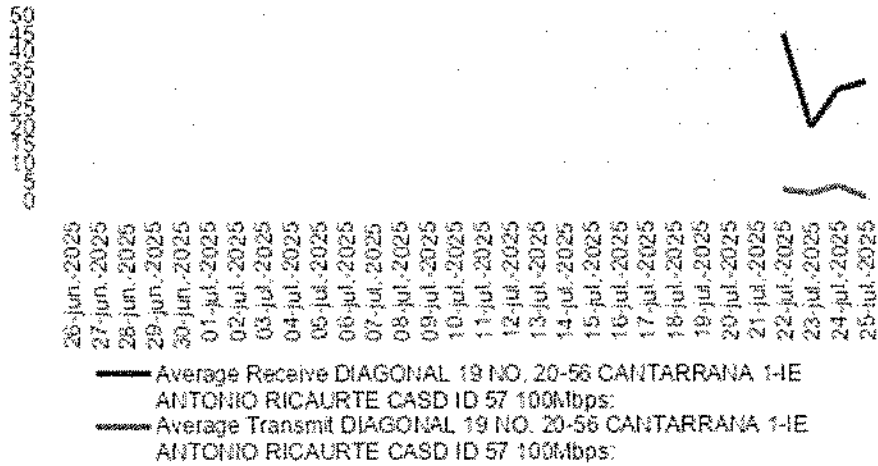 50
45
0
26-jun.-2025
27-jun.-2025
28-jun.-2025
29-jun.-2025
30-jun.-2025
01-jul.-2025
02-jul.-2025
03-jul.-2025
04-jul.-2025
05-jul.-2025
06-jul.-2025
07-jul.-2025
08-jul.-2025
09-jul.-2025
10-jul.-2025
11-jul.-2025
12-jul.-2025
13-jul.-2025
14-jul.-2025
15-jul.-2025
16-jul.-2025
17-jul.-2025
18-jul.-2025
19-jul.-2025
20-jul.-2025
21-jul.-2025
22-jul.-2025
23-jul.-2025
24-jul.-2025
25-jul.-2025
Average Receive DIAGONAL 19 NO. 20-56 CANTARRANA 1-IE
ANTONIO RICAURTE CASD ID 57 100Mbps:
Average Transmit DIAGONAL 19 NO. 20-56 CANTARRANA 1-IE
ANTONIO RICAURTE CASD ID 57 100Mbps: